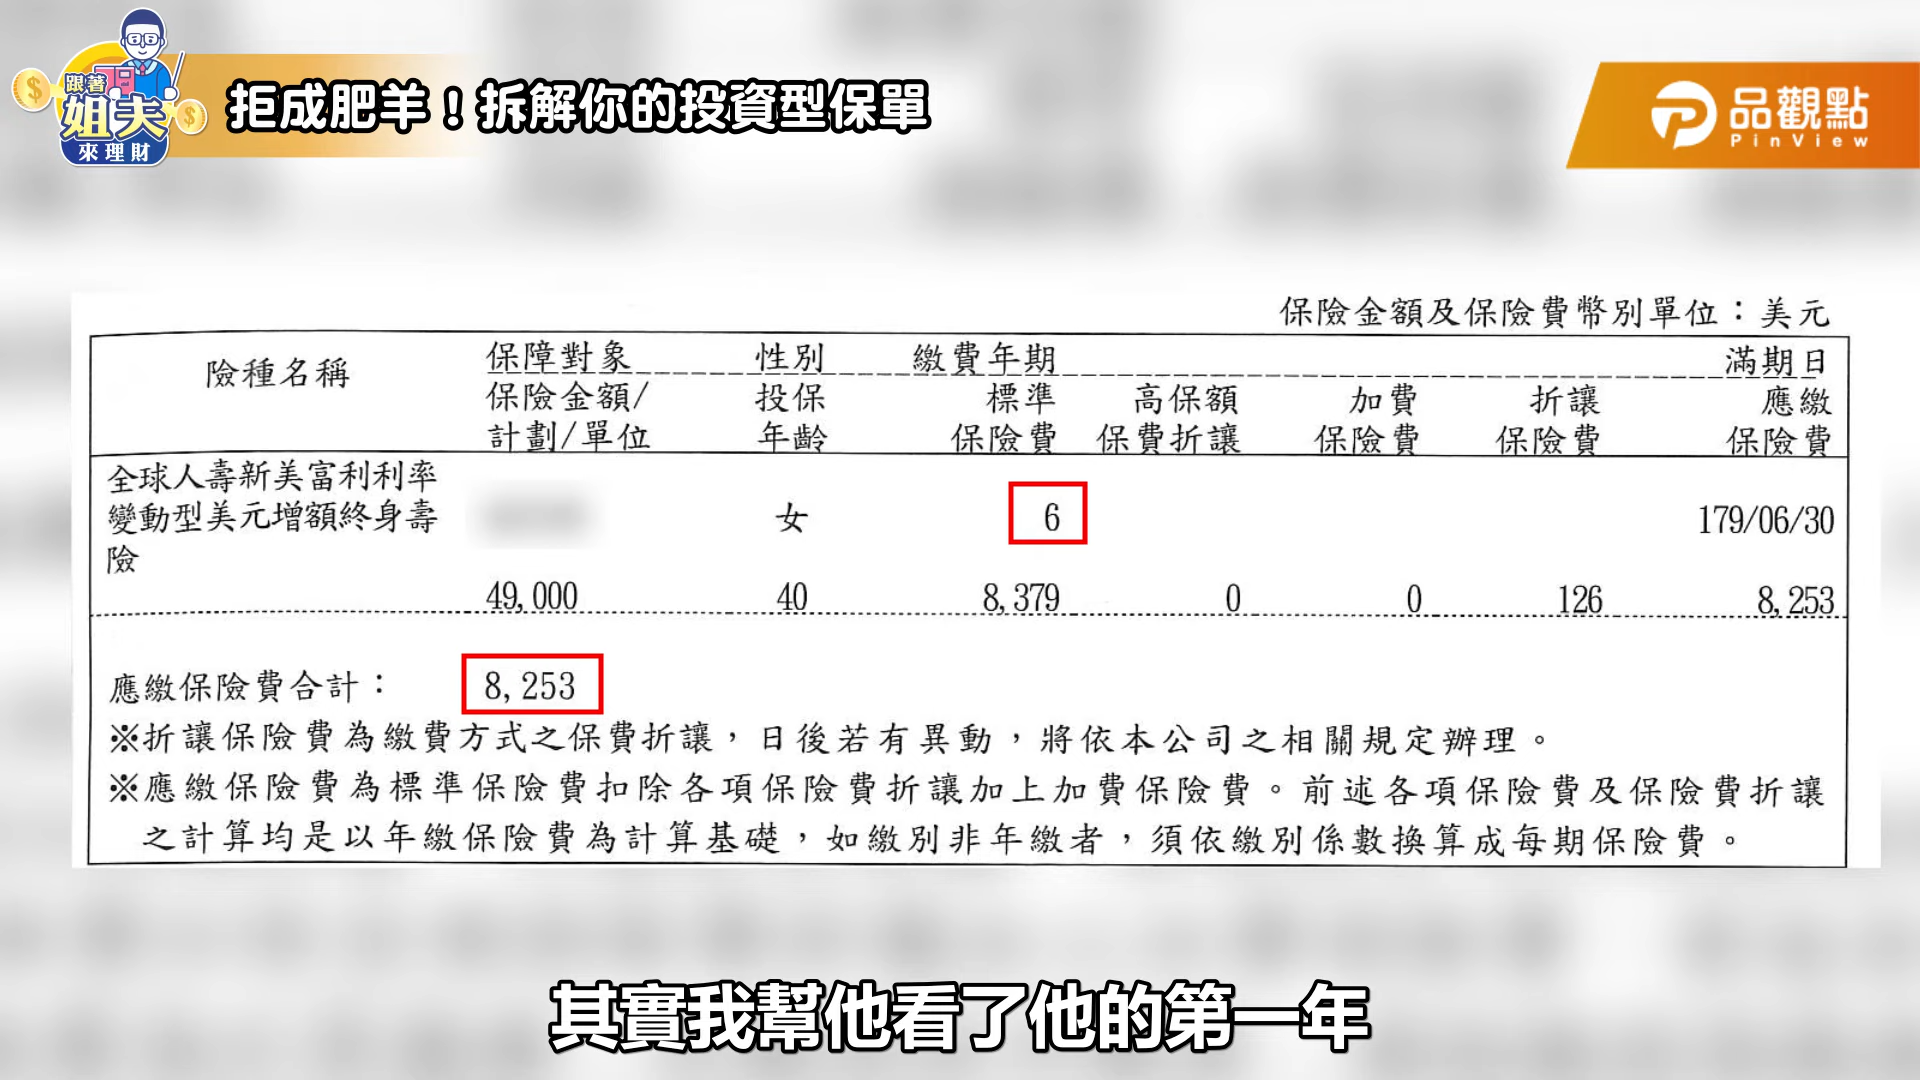 跟著
姐夫
來理財
拒成肥羊！拆解你的投資型保單
品觀點
PinView
保險金額及保險費幣別單位：美元
險種名稱
保障對象 性別 繳費年期 滿期日
保險金額/ 投保 標準 高保額 加費 折讓 應繳
計劃/單位 年齡 保險費 保費折讓 保險費 保險費 保險費
全球人壽新美富利利率
變動型美元增額終身壽 女 6 179/06/30
險
49,000 40 8,379 0 0 126 8,253
應繳保險費合計： 8,253
※折讓保險費為繳費方式之保費折讓，日後若有異動，將依本公司之相關規定辦理。
※應繳保險費為標準保險費扣除各項保險費折讓加上加費保險費。前述各項保險費及保險費折讓
之計算均是以年繳保險費為計算基礎，如繳別非年繳者，須依繳別係數換算成每期保險費。
其實我幫他看了他的第一年